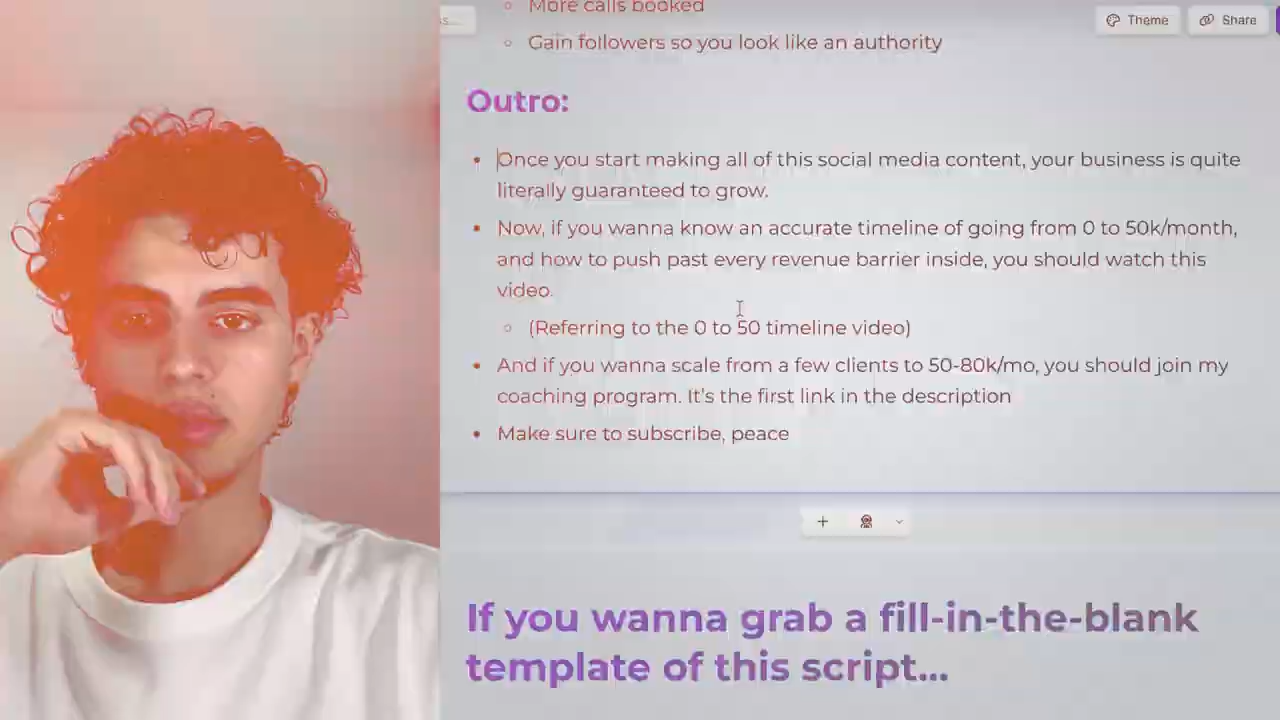 s...
Theme
Share
More calls booked
Gain followers so you look like an authority
Outro:
Once you start making all of this social media content, your business is quite
literally guaranteed to grow.
Now, if you wanna know an accurate timeline of going from 0 to 50k/month,
and how to push past every revenue barrier inside, you should watch this
video.
(Referring to the 0 to 50 timeline video)
And if you wanna scale from a few clients to 50-80k/mo, you should join my
coaching program. It's the first link in the description
Make sure to subscribe, peace
If you wanna grab a fill-in-the-blank
template of this script...